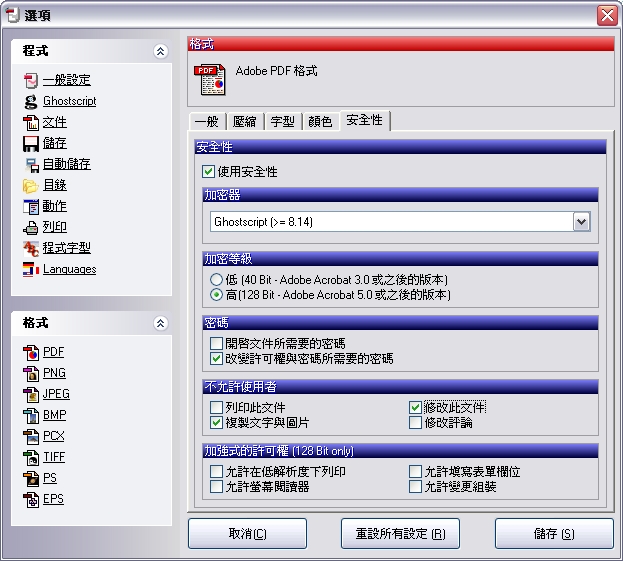 選項
程式
一般設定
Ghostscript
文件
儲存
自動儲存
目錄
動作
列印
程式字型
Languages
格式
PDF
PNG
JPEG
BMP
PCX
TIFF
PS
EPS
格式
PDF
Adobe PDF 格式
一般 壓縮 字型 顏色 安全性
安全性
使用安全性
加密器
Ghostscript (>= 8.14)
加密等級
低 (40 Bit - Adobe Acrobat 3.0 或之後的版本)
高(128 Bit - Adobe Acrobat 5.0 或之後的版本)
密碼
開啟文件所需要的密碼
改變許可權與密碼所需要的密碼
不允許使用者
列印此文件 修改此文件
複製文字與圖片 修改評論
加強式的許可權 (128 Bit only)
允許在低解析度下列印 允許填寫表單欄位
允許螢幕閱讀器 允許變更組裝
取消(C) 重設所有設定 (R) 儲存 (S)